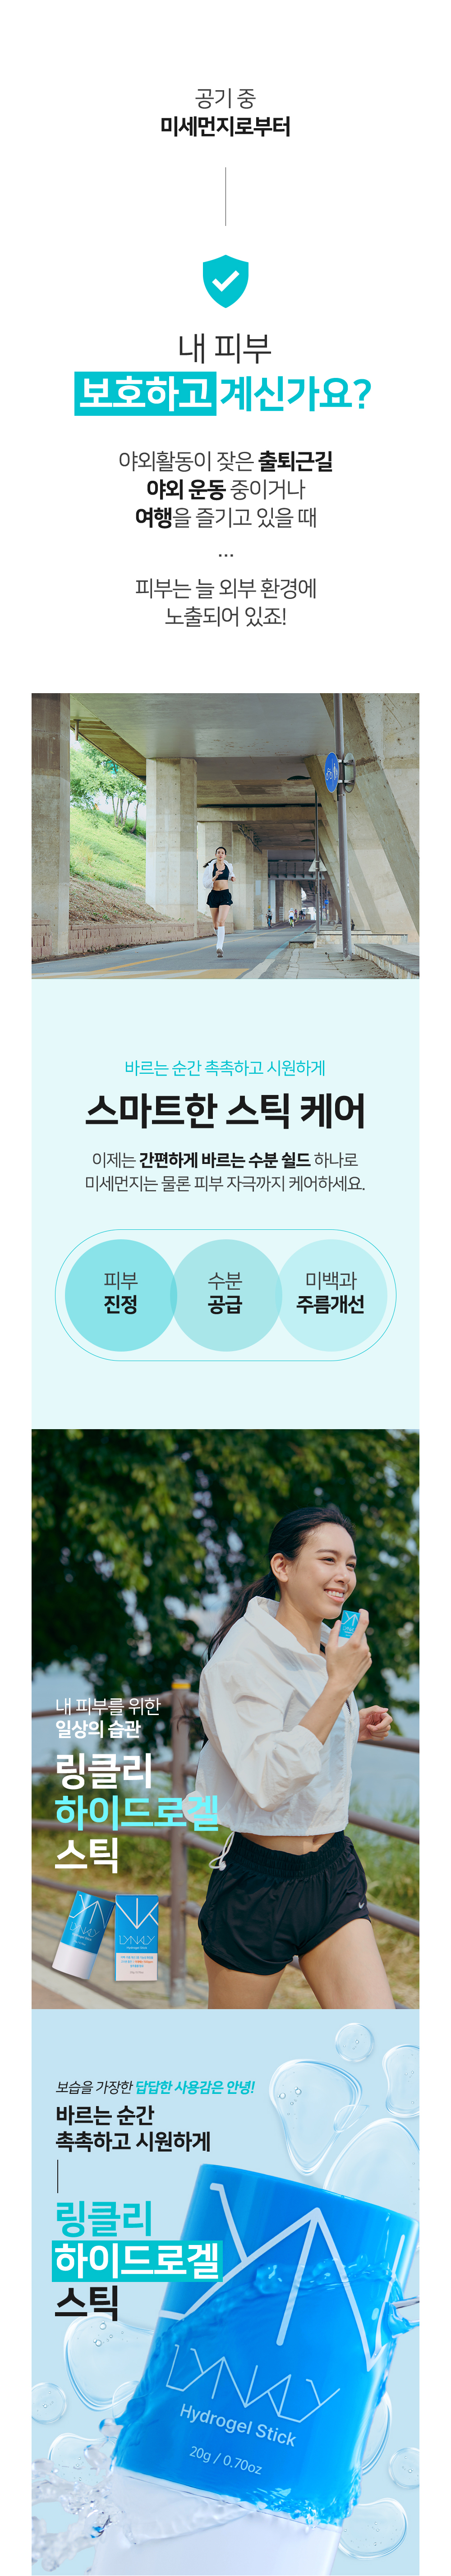 공기 중
미세먼지로부터
내 피부
보호하고 계신가요?
야외활동이 잦은 출퇴근길
야외 운동 중이거나
여행을 즐기고 있을 때
...
피부는 늘 외부 환경에
노출되어 있죠!
바르는 순간 촉촉하고 시원하게
스마트한 스틱 케어
이제는 간편하게 바르는 수분 쉴드 하나로
미세먼지는 물론 피부 자극까지 케어하세요.
피부
진정
수분
공급
미백과
주름개선
내 피부를 위한
일상의 습관
링클리
하이드로겔
스틱
LYNKLY
Hydrogel Stick
LYNKLY
Hydrogel Stick
보습을 가장한 답답한 사용감은 안녕!
바르는 순간
촉촉하고 시원하게
링클리
하이드로겔
스틱
LYNKLY
Hydrogel Stick
20g / 0.70oz